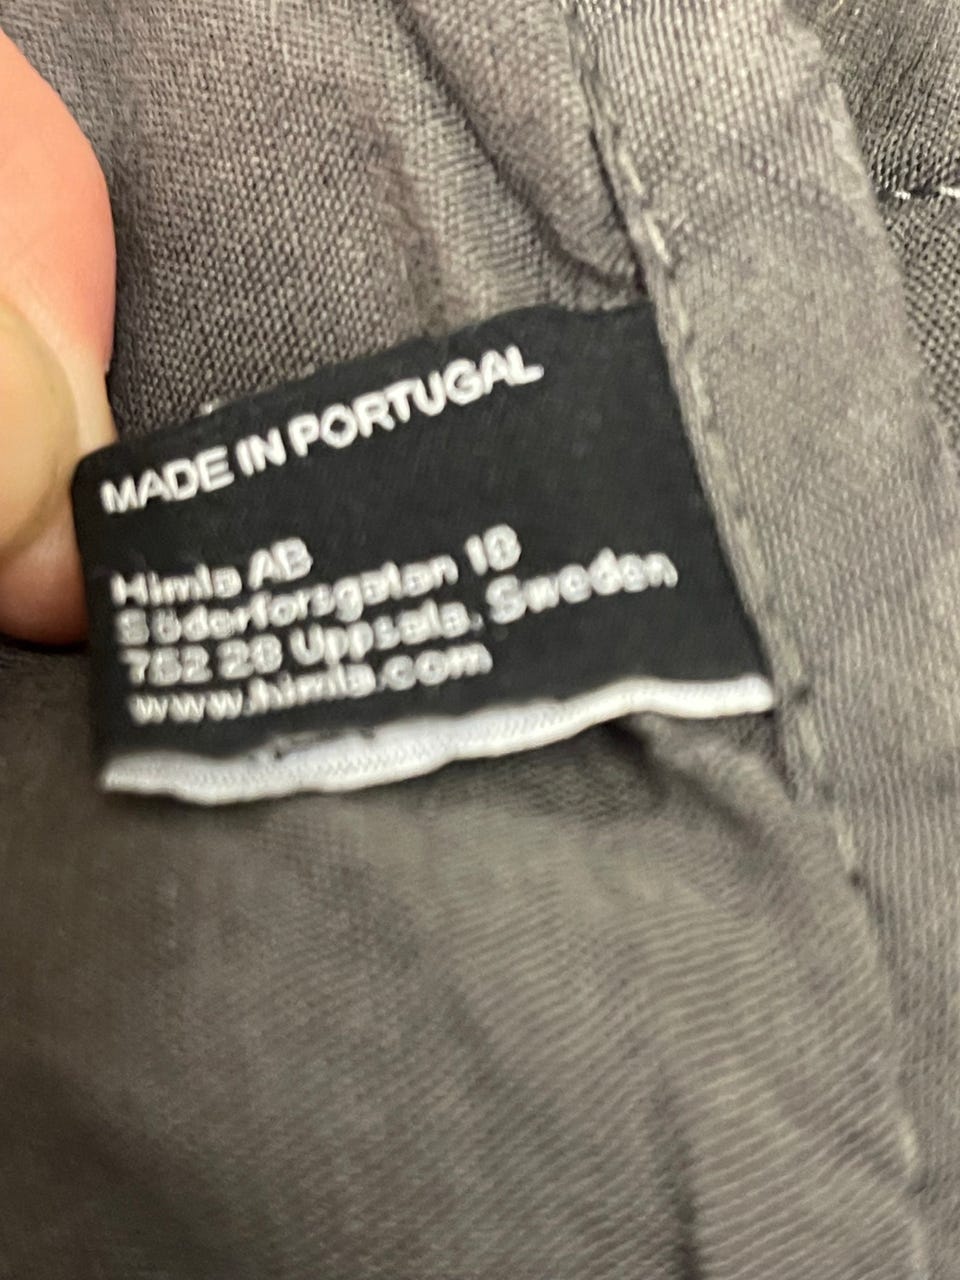 MADE IN PORTUGAL
Himla AB
Söderforsgatan 18
752 28 Uppsala, Sweden
www.himla.com